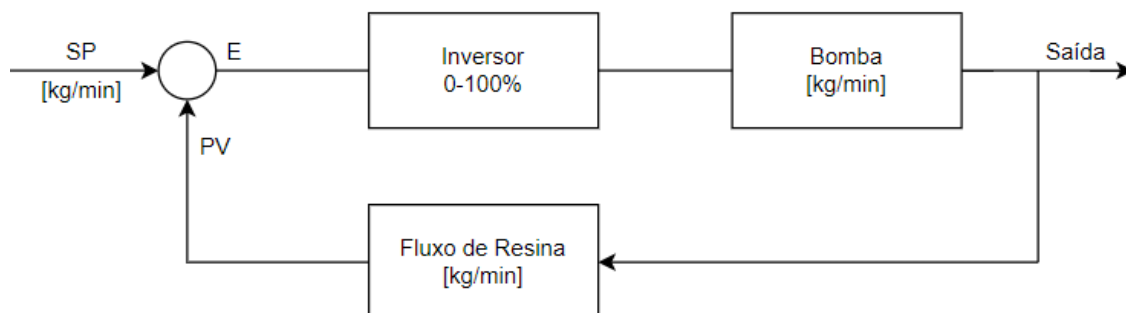 SP
[kg/min]
E
Inversor
0-100%
Bomba
[kg/min]
Saída
PV
Fluxo de Resina
[kg/min]